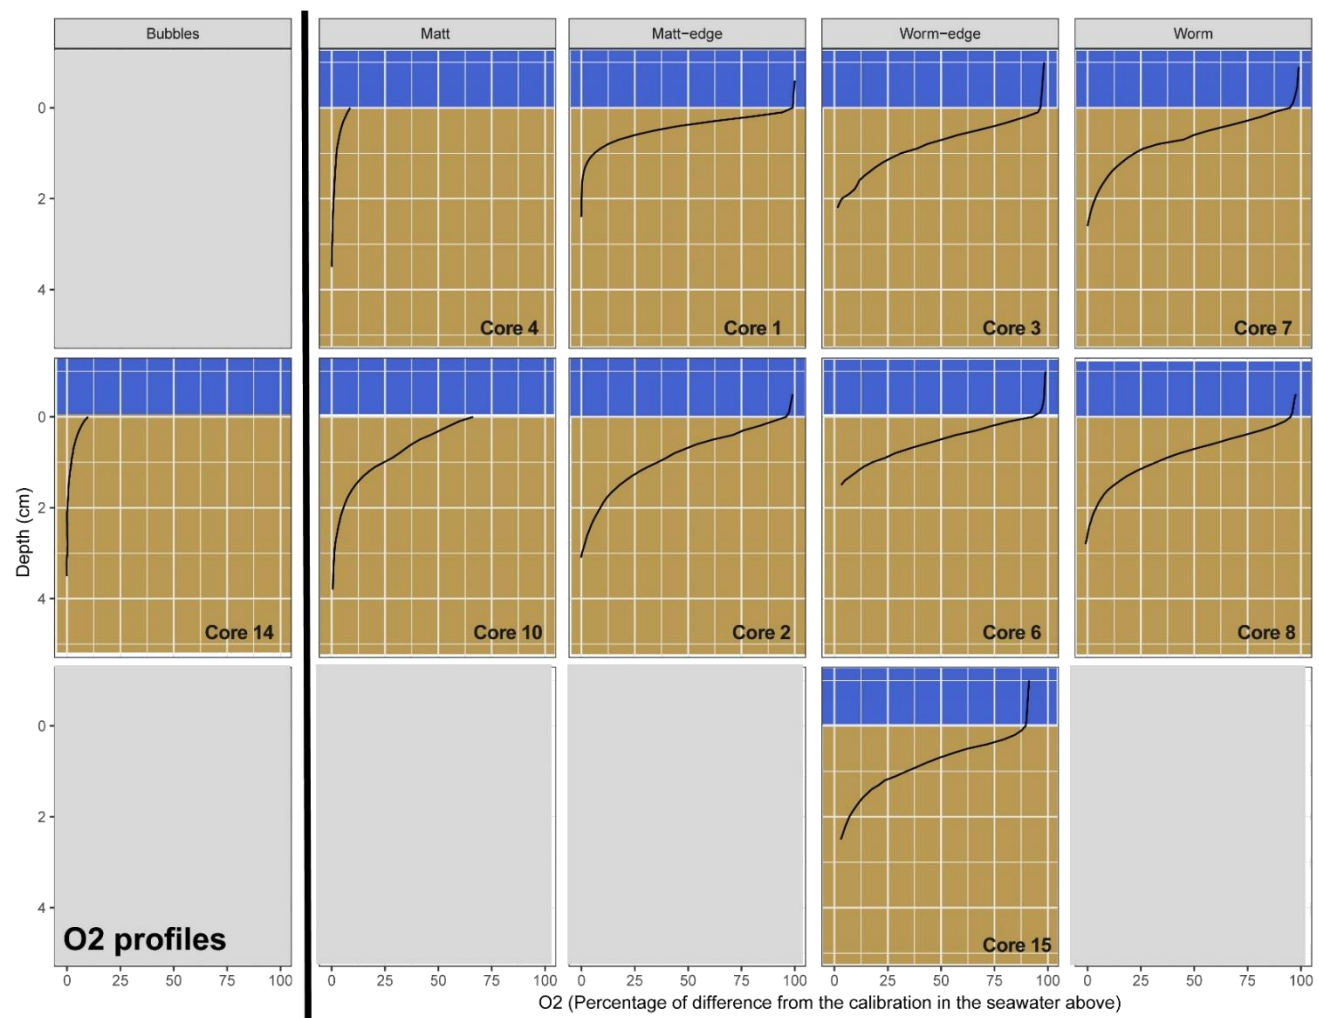 Bubbles Matt Matt−edge Worm−edge Worm
0
2
4
Core 4 Core 1 Core 3 Core 7
0
2
4
Core 14 Core 10 Core 2 Core 6 Core 8
Depth (cm)
0
2
4
O2 profiles
Core 15
0 25 50 75 100 0 25 50 75 100 0 25 50 75 100 0 25 50 75 100 0 25 50 75 100
O2 (Percentage of difference from the calibration in the seawater above)